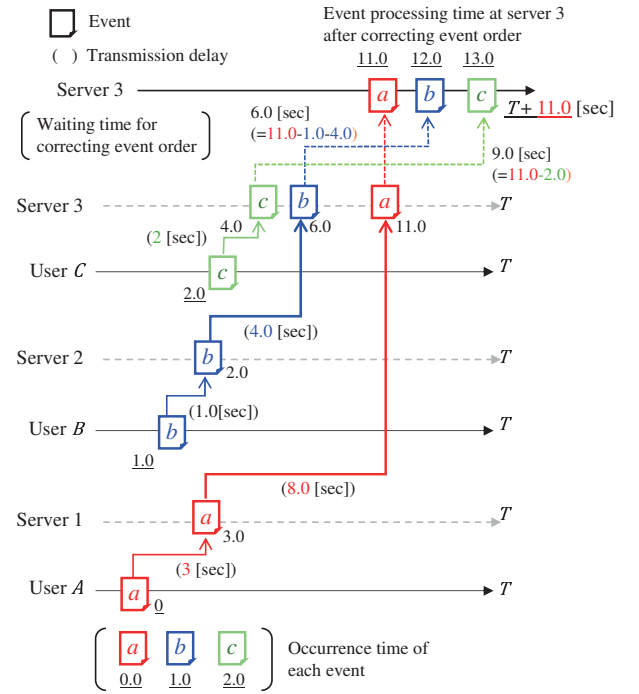 Event
( ) Transmission delay
Event processing time at server 3
after correcting event order
11.0 12.0 13.0
Server 3
a b c
T+ 11.0 [sec]
Waiting time for
correcting event order
6.0 [sec]
(=11.0-1.0-4.0)
9.0 [sec]
(=11.0-2.0)
Server 3
c b a T
4.0 6.0 11.0
(2 [sec])
User C
c T
2.0
(4.0 [sec])
Server 2
b T
2.0
(1.0[sec])
User B
b T
1.0
(8.0 [sec])
Server 1
a T
3.0
(3 [sec])
User A
a T
0
a b c
0.0 1.0 2.0
Occurrence time of
each event